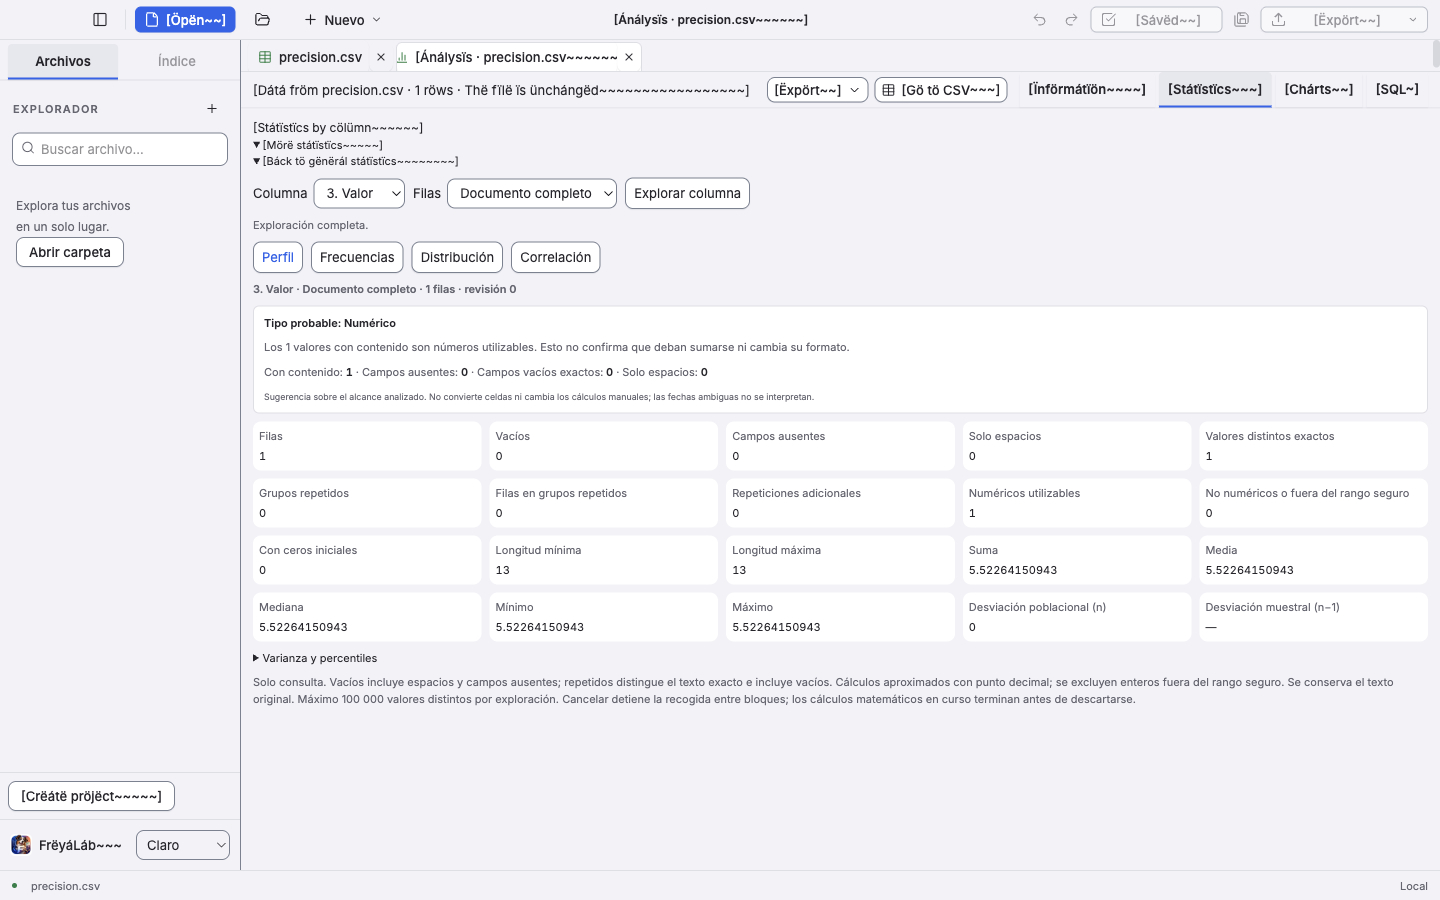 [Öpën~~]
Nuevo
[Ánálysïs · precision.csv~~~~~~]
[Sávëd~~]
[Ëxpört~~]
Archivos
Índice
precision.csv
[Ánálysïs · precision.csv~~~~~~
EXPLORADOR
Buscar archivo...
Explora tus archivos
en un solo lugar.
Abrir carpeta
[Crëátë pröjëct~~~~~]
FrëyáLáb~~~
Claro
[Dátá fröm precision.csv · 1 röws · Thë fïlë ïs ünchángëd~~~~~~~~~~~~~~~~~]
[Ëxpört~~]
[Gö tö CSV~~~]
[Ïnförmátïön~~~~]
[Státïstïcs~~~]
[Chárts~~]
[SQL~]
[Státïstïcs by cölümn~~~~~~]
[Mörë státïstïcs~~~~~]
[Báck tö gënërál státïstïcs~~~~~~~~]
Columna
3. Valor
Filas
Documento completo
Explorar columna
Exploración completa.
Perfil
Frecuencias
Distribución
Correlación
3. Valor · Documento completo · 1 filas · revisión 0
Tipo probable: Numérico
Los 1 valores con contenido son números utilizables. Esto no confirma que deban sumarse ni cambia su formato.
Con contenido: 1 · Campos ausentes: 0 · Campos vacíos exactos: 0 · Solo espacios: 0
Sugerencia sobre el alcance analizado. No convierte celdas ni cambia los cálculos manuales; las fechas ambiguas no se interpretan.
Filas
1
Vacíos
0
Campos ausentes
0
Solo espacios
0
Valores distintos exactos
1
Grupos repetidos
0
Filas en grupos repetidos
0
Repeticiones adicionales
0
Numéricos utilizables
1
No numéricos o fuera del rango seguro
0
Con ceros iniciales
0
Longitud mínima
13
Longitud máxima
13
Suma
5.52264150943
Media
5.52264150943
Mediana
5.52264150943
Mínimo
5.52264150943
Máximo
5.52264150943
Desviación poblacional (n)
0
Desviación muestral (n−1)
—
Varianza y percentiles
Solo consulta. Vacíos incluye espacios y campos ausentes; repetidos distingue el texto exacto e incluye vacíos. Cálculos aproximados con punto decimal; se excluyen enteros fuera del rango seguro. Se conserva el texto
original. Máximo 100 000 valores distintos por exploración. Cancelar detiene la recogida entre bloques; los cálculos matemáticos en curso terminan antes de descartarse.
precision.csv
Local